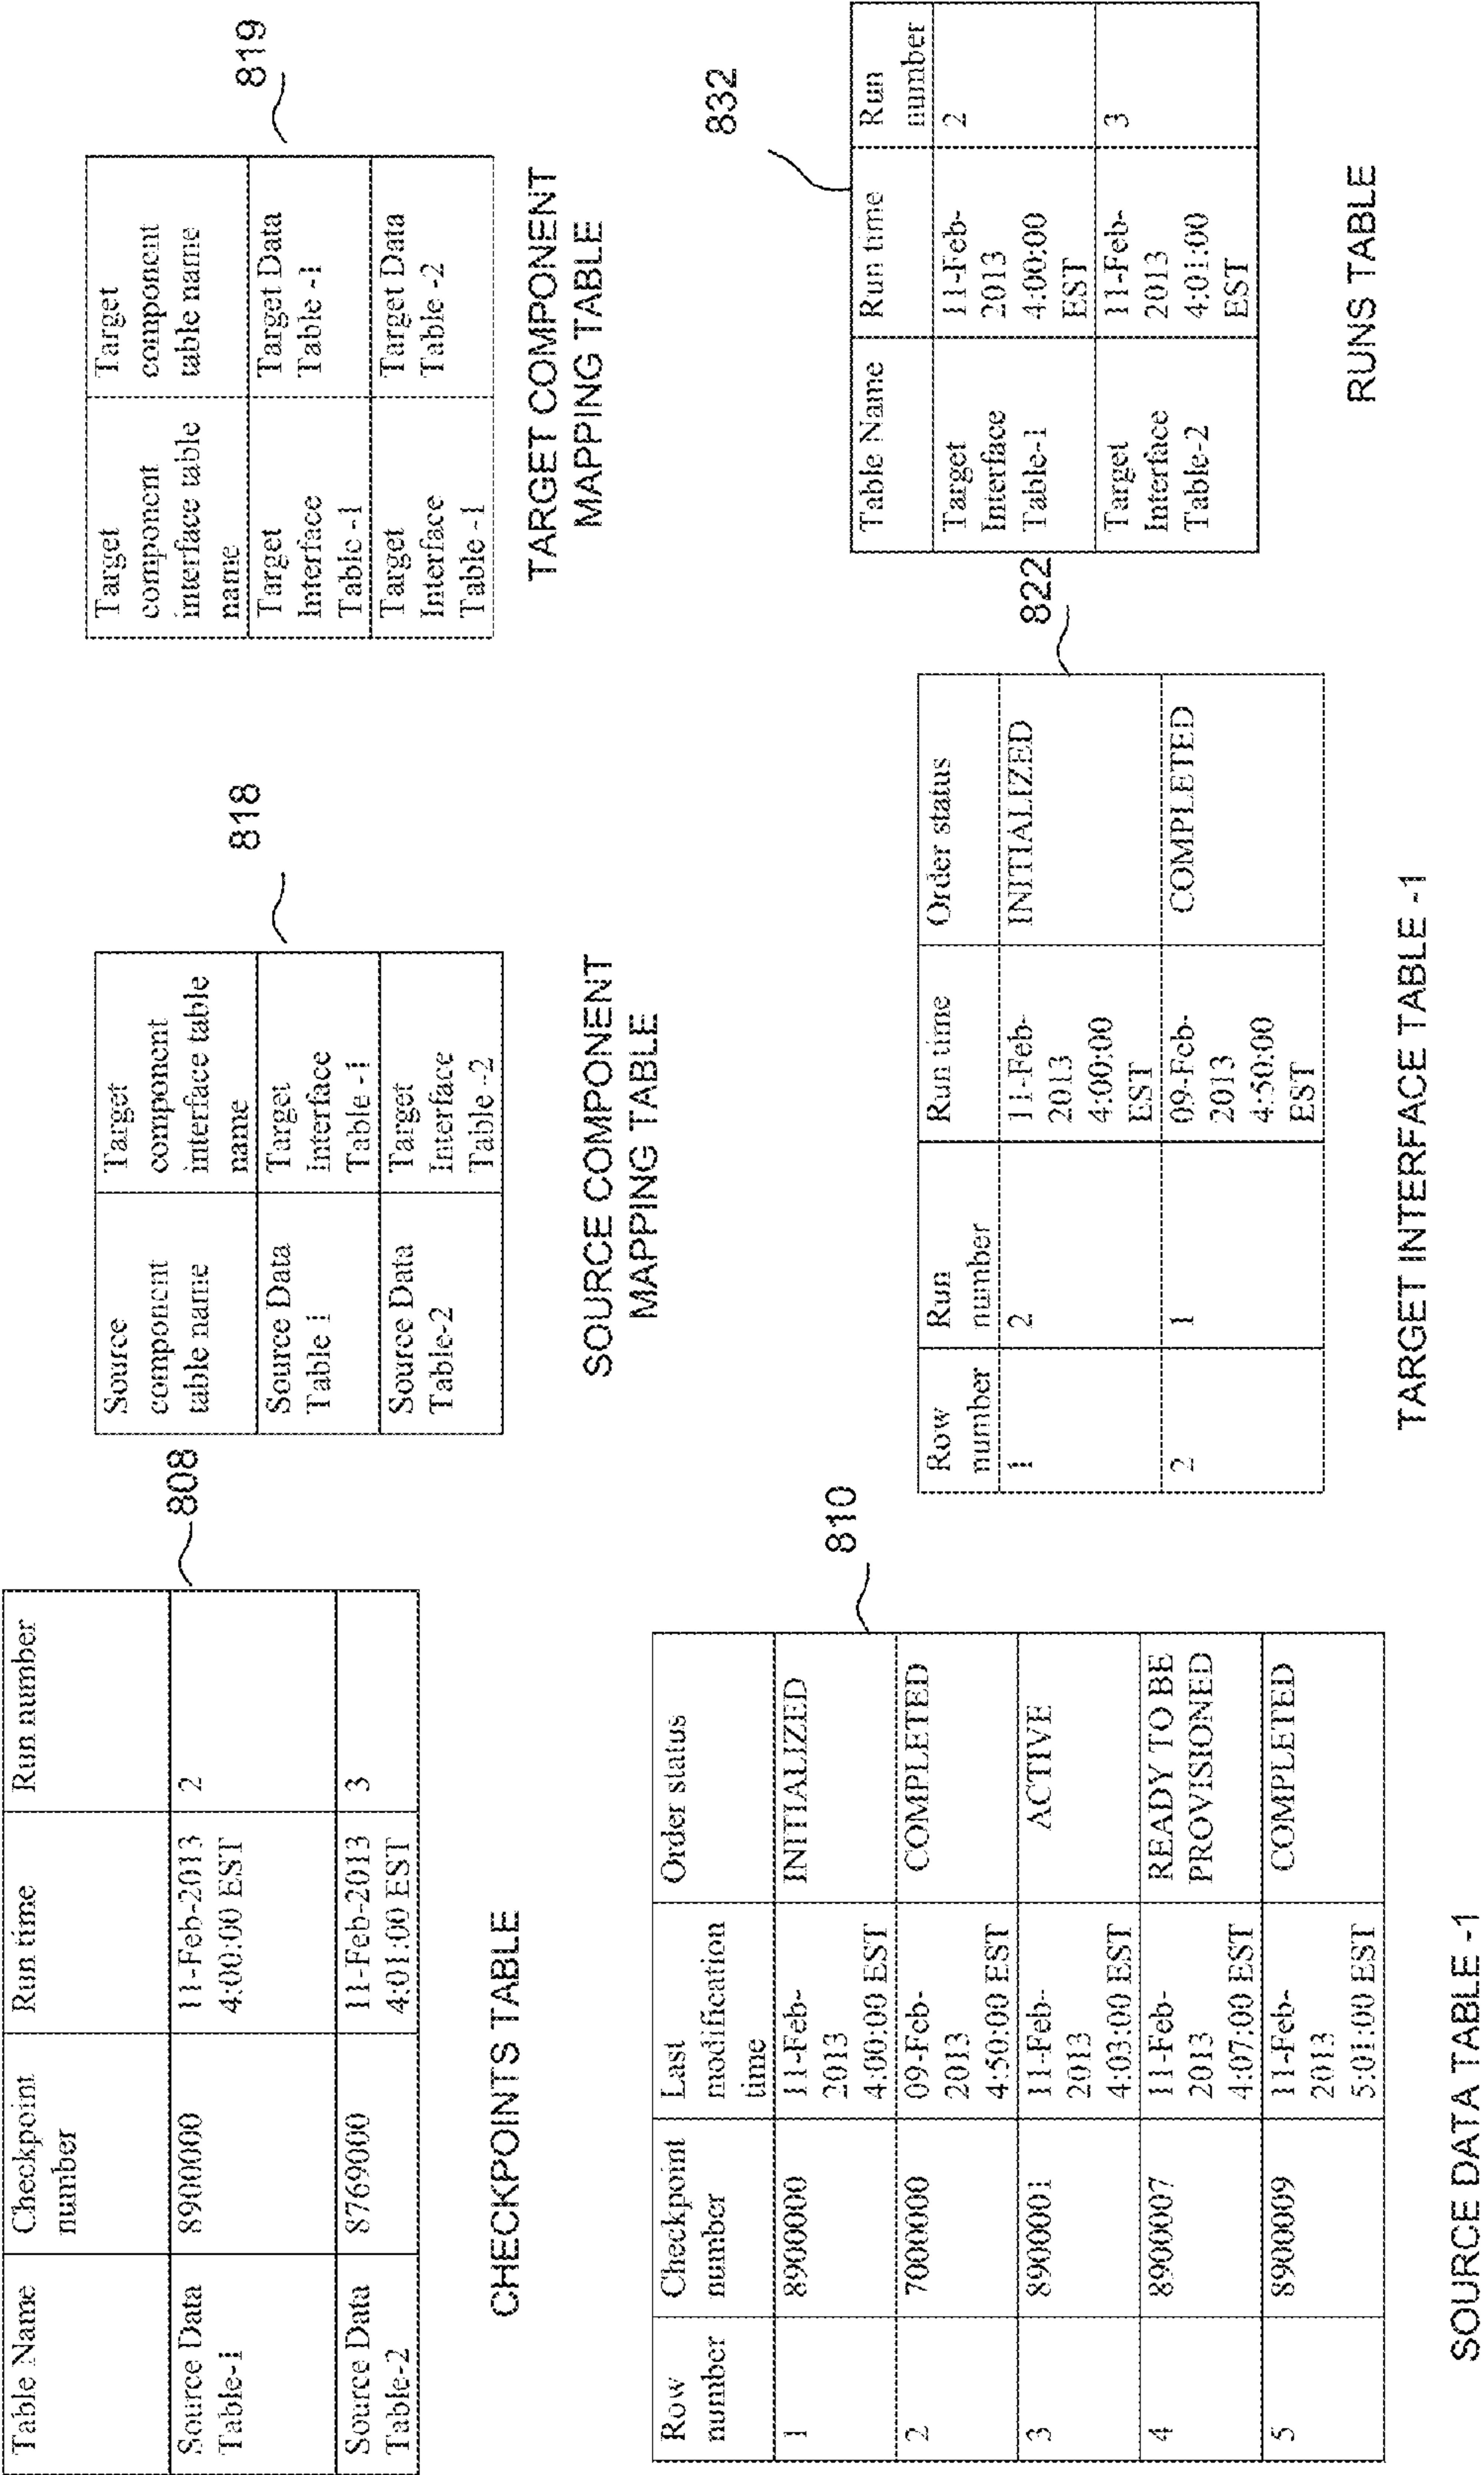 Table Name
Checkpoint
number
Run time
Run number
Source Data
Table-1
8900000
11-Feb-2013
4:00:00 EST
2
Source Data
Table-2
8769000
11-Feb-2013
4:01:00 EST
3
808
CHECKPOINTS TABLE
Source
component
table name
Target
component
interface table
name
Source Data
Table 1
Target
Interface
Table -1
Source Data
Table-2
Target
Interface
Table -2
818
SOURCE COMPONENT
MAPPING TABLE
Target
component
interface table
name
Target
component
table name
Target
Interface
Table -1
Target Data
Table -1
Target
Interface
Table -1
Target Data
Table -2
819
TARGET COMPONENT
MAPPING TABLE
Row
number
Checkpoint
number
Last
modification
time
Order status
1
8900000
11-Feb-
2013
4:00:00 EST
INITIALIZED
2
7000000
09-Feb-
2013
4:50:00 EST
COMPLETED
3
8900001
11-Feb-
2013
4:03:00 EST
ACTIVE
4
8900007
11-Feb-
2013
4:07:00 EST
READY TO BE
PROVISIONED
5
8900009
11-Feb-
2013
5:01:00 EST
COMPLETED
810
SOURCE DATA TABLE -1
Row
number
Run
number
Run time
Order status
1
2
11-Feb-
2013
4:00:00
EST
INITIALIZED
2
1
09-Feb-
2013
4:50:00
EST
COMPLETED
822
TARGET INTERFACE TABLE -1
Table Name
Run time
Run
number
Target
Interface
Table-1
11-Feb-
2013
4:00:00
EST
2
Target
Interface
Table-2
11-Feb-
2013
4:01:00
EST
3
832
RUNS TABLE